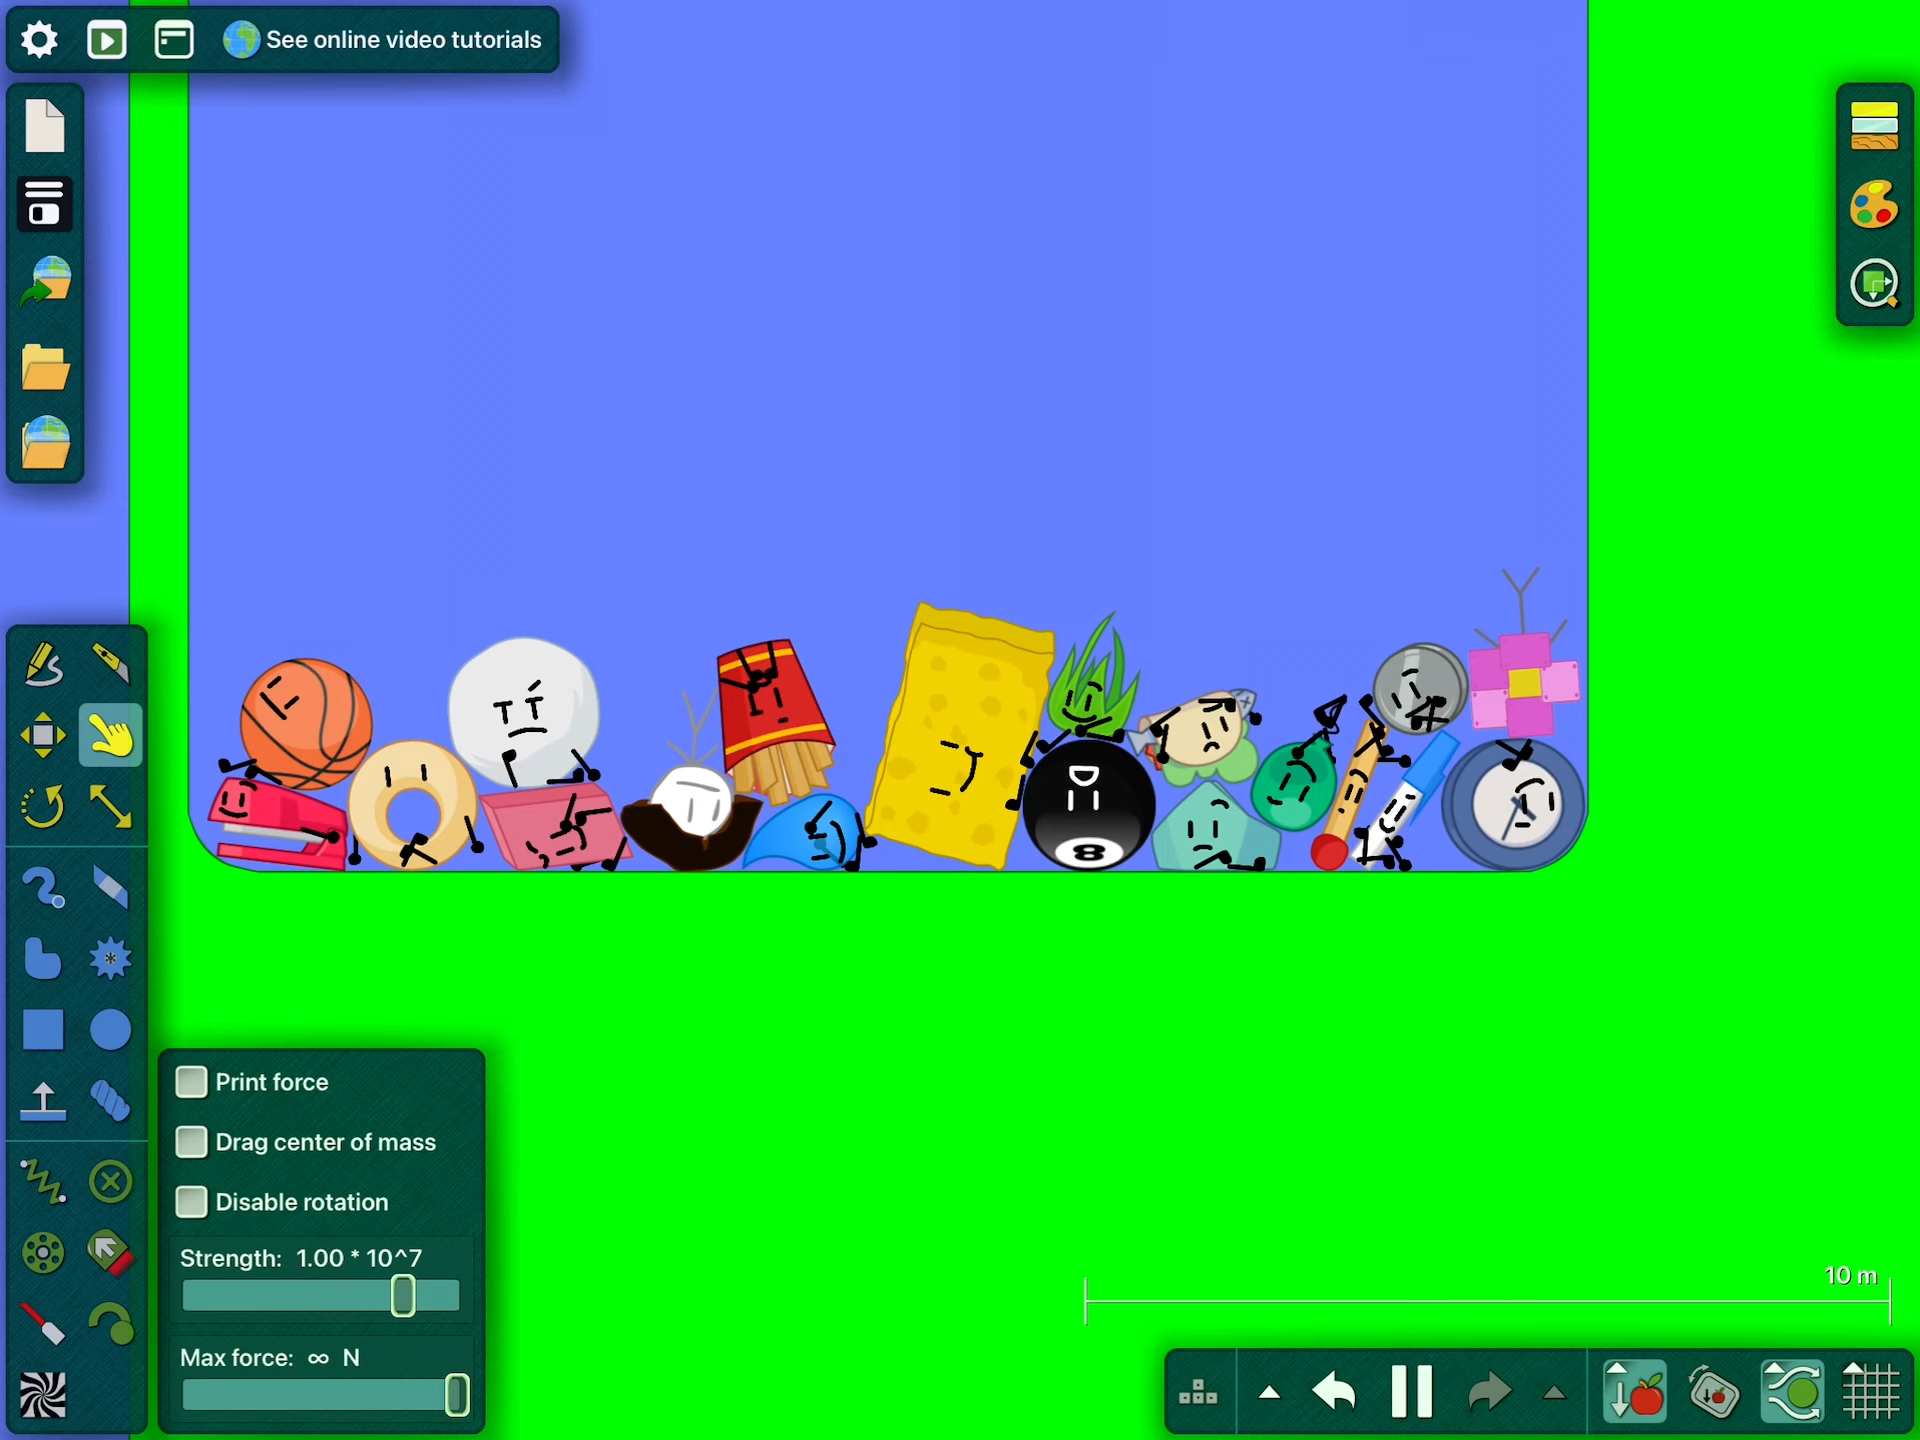 See online video tutorials
8
Print force
Drag center of mass
Disable rotation
Strength: 1.00 * 10^7
Max force: ∞ N
10 m